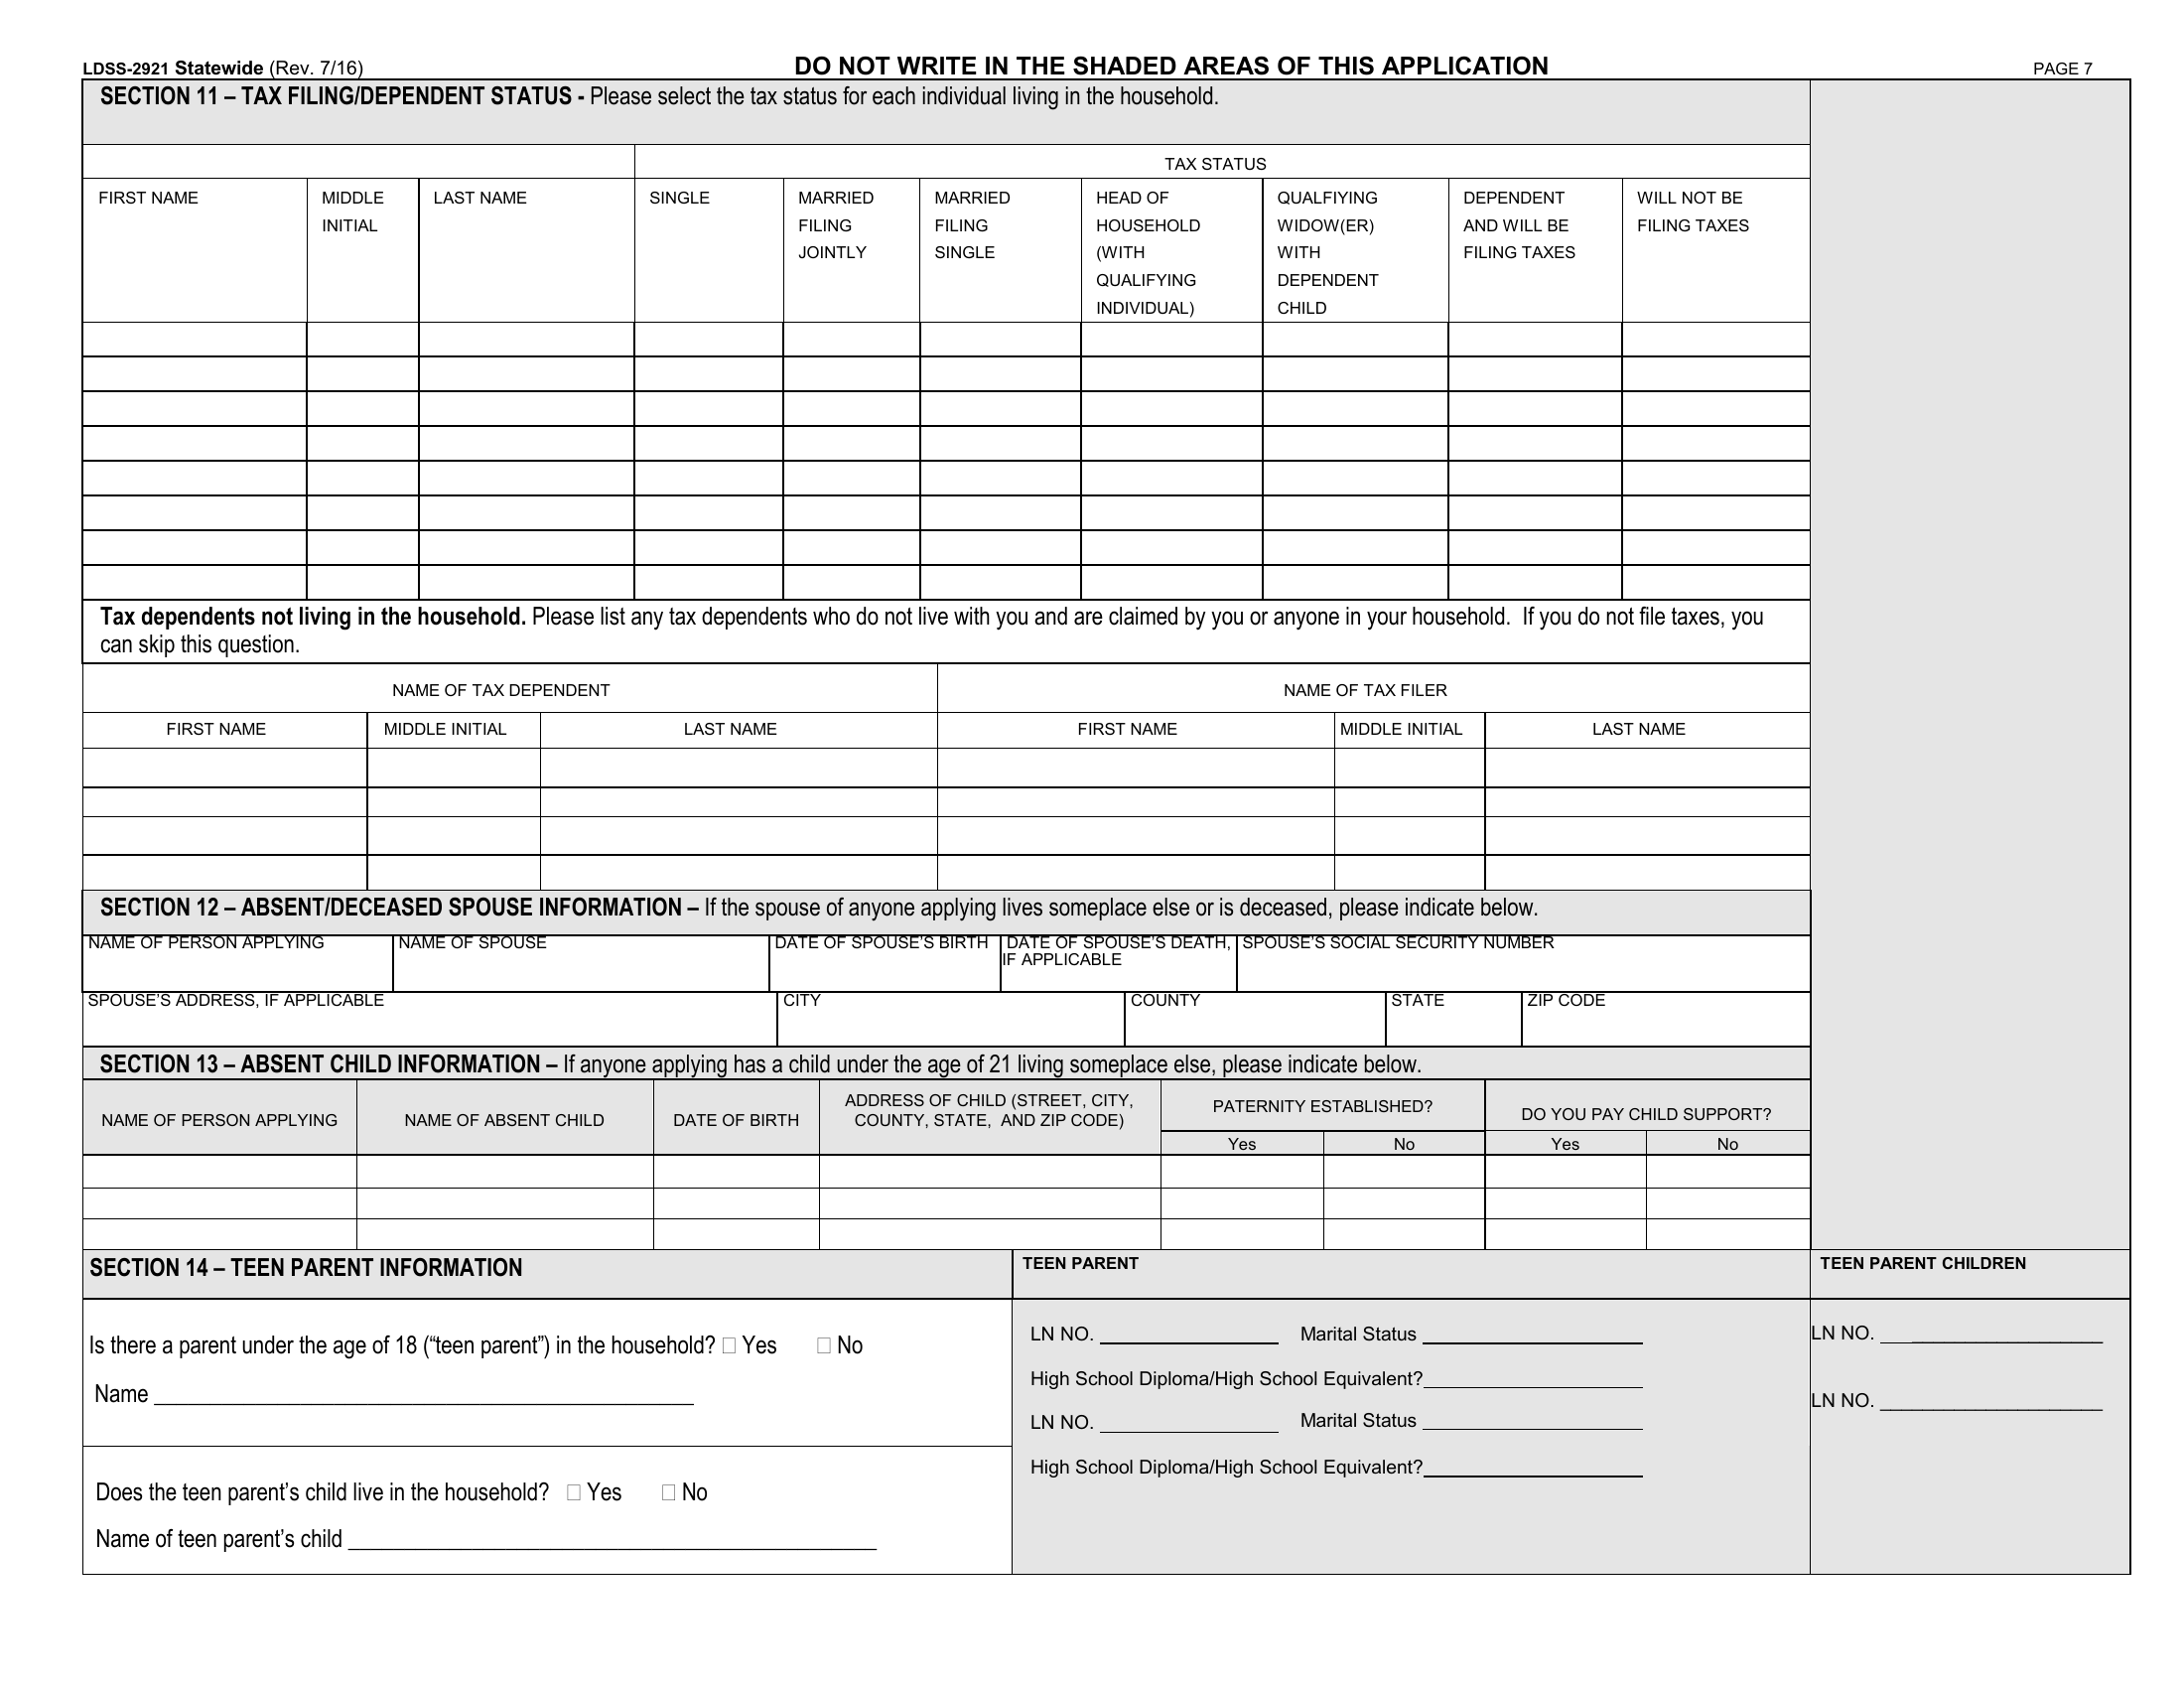 LDSS-2921 Statewide (Rev. 7/16) DO NOT WRITE IN THE SHADED AREAS OF THIS APPLICATION PAGE 7
SECTION 11 – TAX FILING/DEPENDENT STATUS - Please select the tax status for each individual living in the household.
TAX STATUS
FIRST NAME
MIDDLE
INITIAL
LAST NAME
SINGLE
MARRIED
FILING
JOINTLY
MARRIED
FILING
SINGLE
HEAD OF
HOUSEHOLD
(WITH
QUALIFYING
INDIVIDUAL)
QUALFIYING
WIDOW(ER)
WITH
DEPENDENT
CHILD
DEPENDENT
AND WILL BE
FILING TAXES
WILL NOT BE
FILING TAXES
Tax dependents not living in the household. Please list any tax dependents who do not live with you and are claimed by you or anyone in your household.  If you do not file taxes, you
can skip this question.
NAME OF TAX DEPENDENT NAME OF TAX FILER
FIRST NAME MIDDLE INITIAL LAST NAME FIRST NAME MIDDLE INITIAL LAST NAME
SECTION 12 – ABSENT/DECEASED SPOUSE INFORMATION – If the spouse of anyone applying lives someplace else or is deceased, please indicate below.
NAME OF PERSON APPLYING
NAME OF SPOUSE
DATE OF SPOUSE’S BIRTH
DATE OF SPOUSE’S DEATH,
IF APPLICABLE
SPOUSE’S SOCIAL SECURITY NUMBER
SPOUSE’S ADDRESS, IF APPLICABLE CITY COUNTY STATE ZIP CODE
SECTION 13 – ABSENT CHILD INFORMATION – If anyone applying has a child under the age of 21 living someplace else, please indicate below.
NAME OF PERSON APPLYING
NAME OF ABSENT CHILD
DATE OF BIRTH
ADDRESS OF CHILD (STREET, CITY,
COUNTY, STATE,  AND ZIP CODE)
PATERNITY ESTABLISHED?
DO YOU PAY CHILD SUPPORT?
Yes No Yes No
SECTION 14 – TEEN PARENT INFORMATION
TEEN PARENT
TEEN PARENT CHILDREN
Is there a parent under the age of 18 (“teen parent”) in the household? □ Yes □ No
Name ______________________
Does the teen parent’s child live in the household? □ Yes □ No
Name of teen parent’s child ______________________
LN NO. __________ Marital Status __________
High School Diploma/High School Equivalent?__________
LN NO. __________ Marital Status __________
High School Diploma/High School Equivalent?__________
LN NO. __________
LN NO. __________